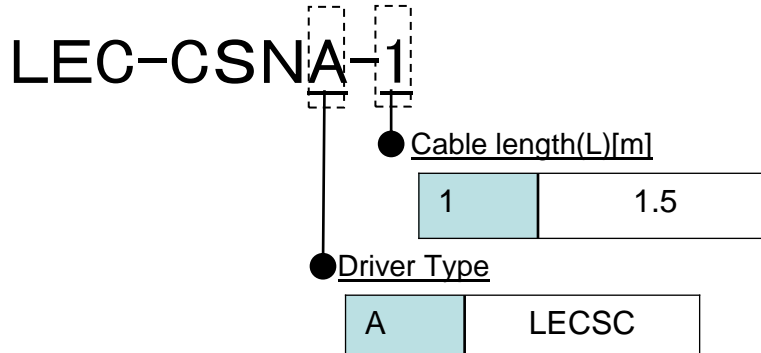 LEC-CSNA-1
Cable length(L)[m]
1 1.5
Driver Type
A LECSC